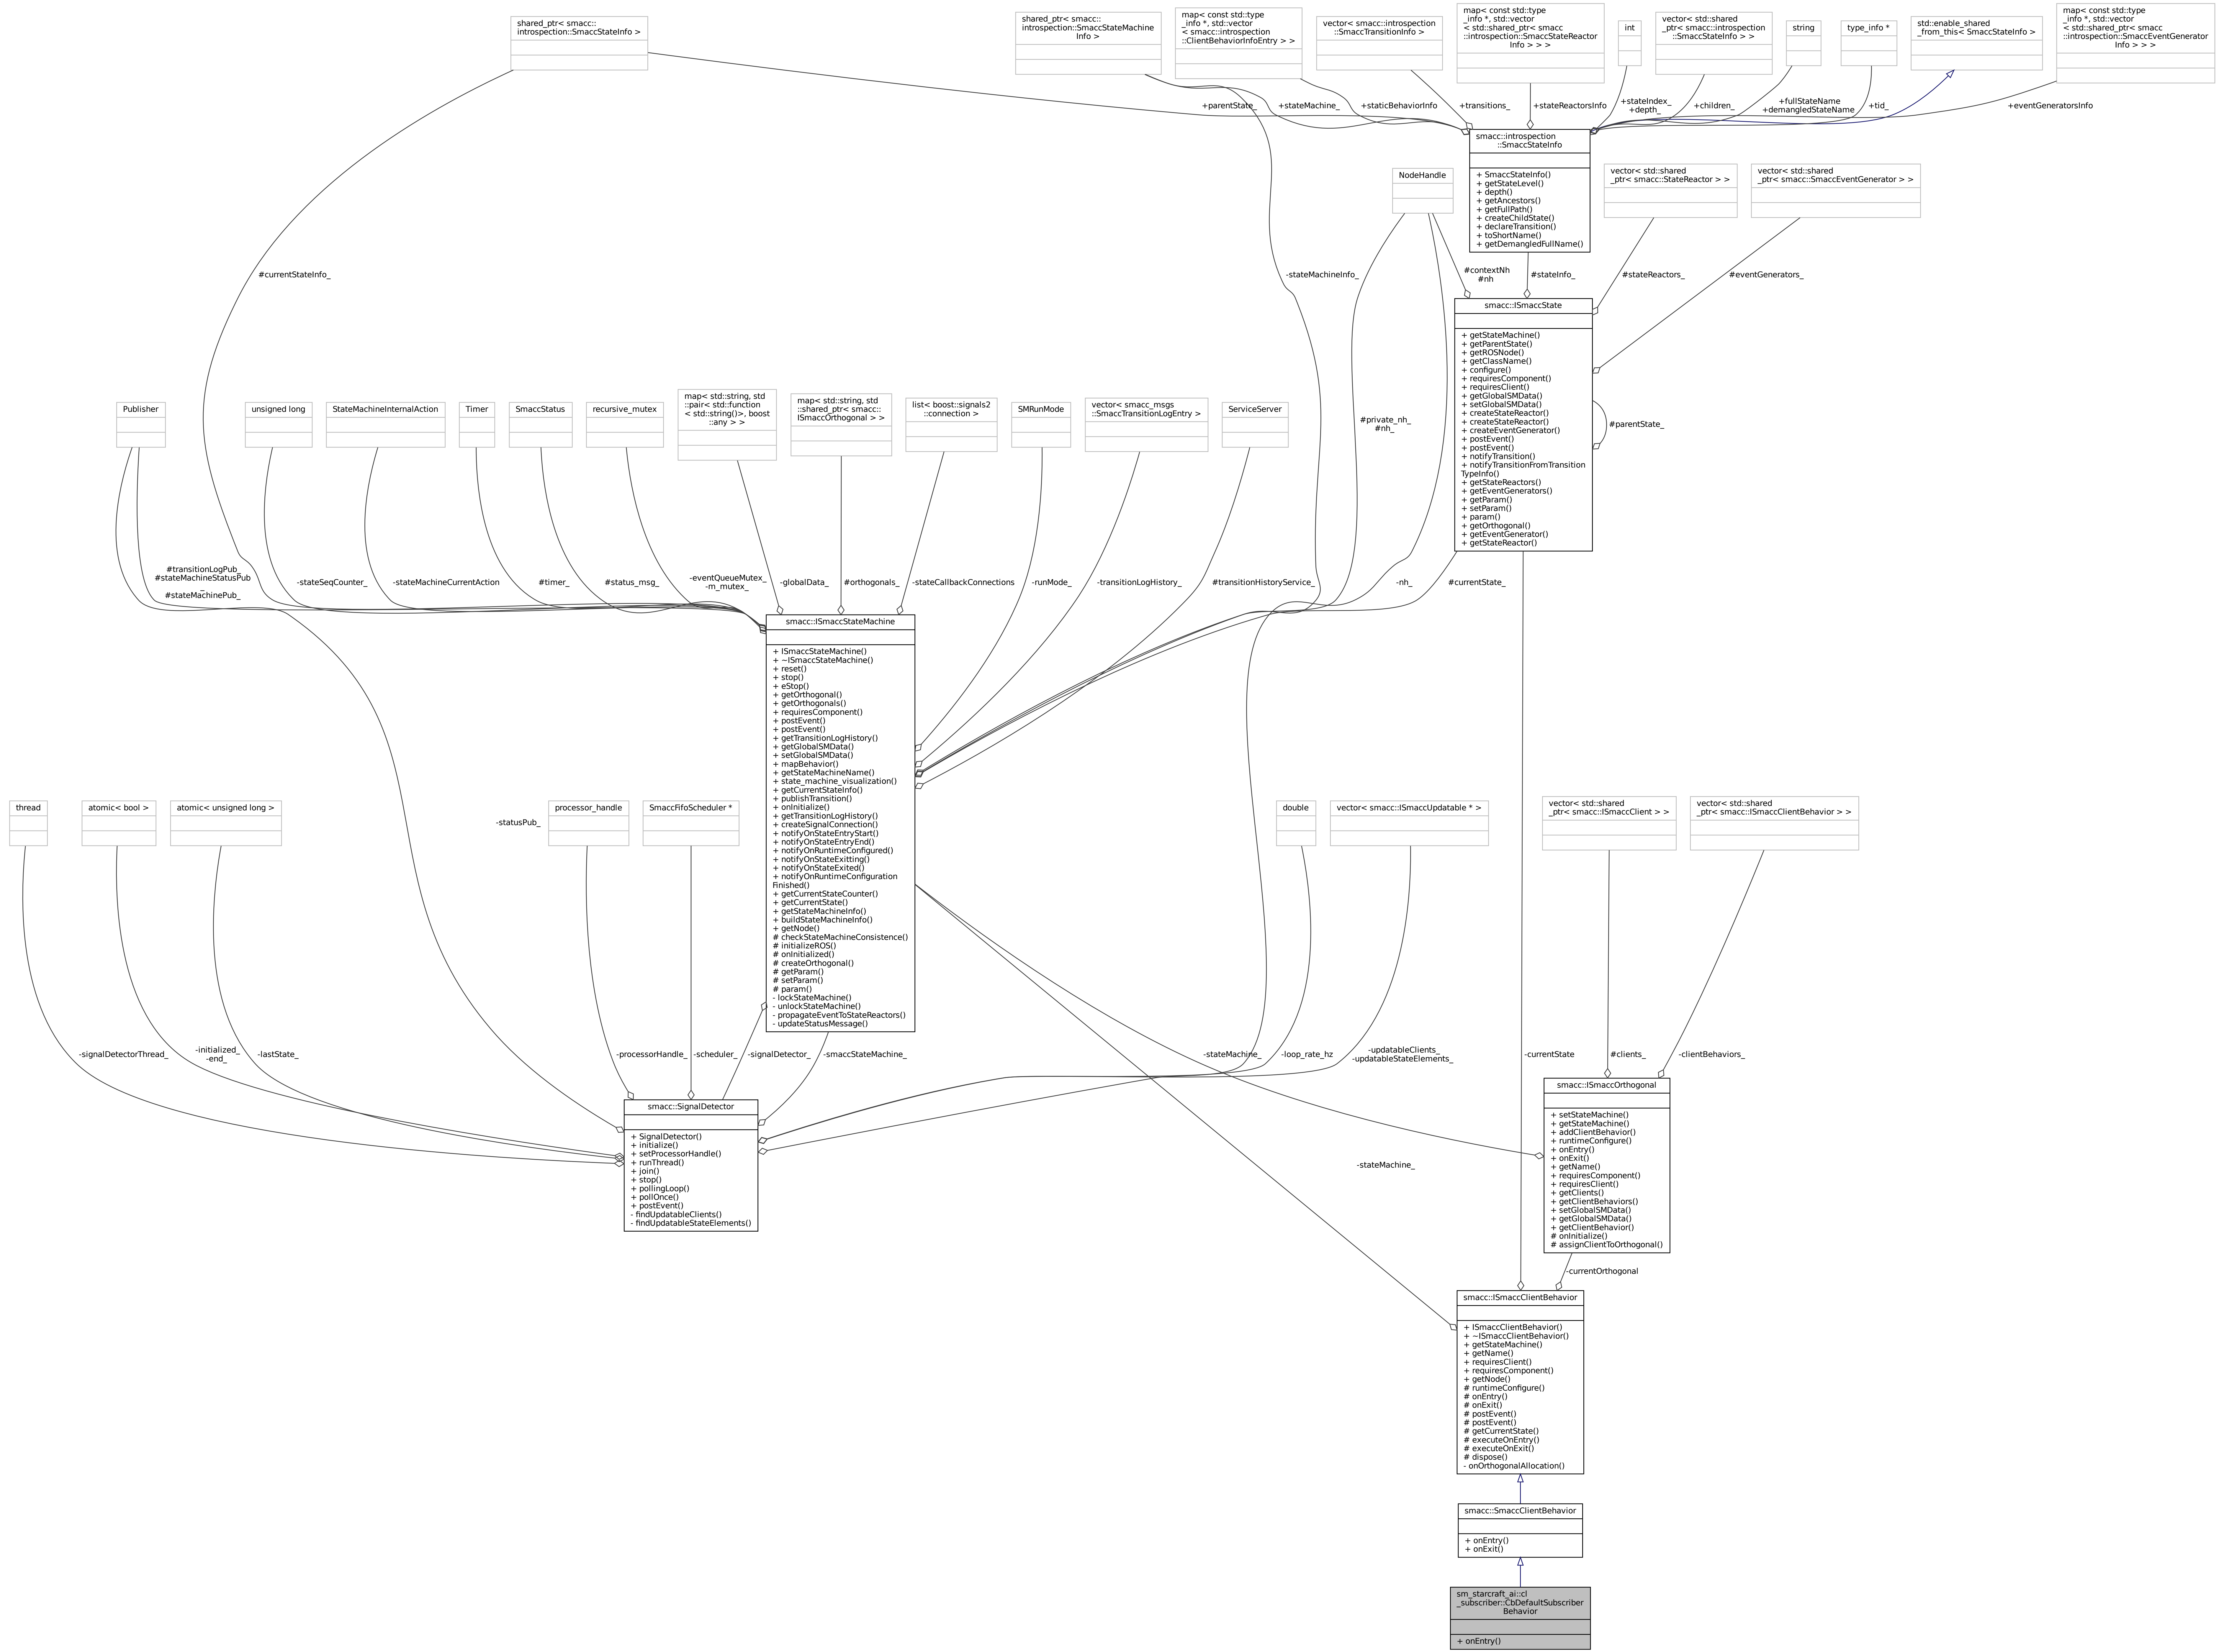 shared_ptr< smacc::
introspection::SmaccStateInfo >
shared_ptr< smacc::
introspection::SmaccStateMachine
Info >
map< const std::type
_info *, std::vector
< smacc::introspection
::ClientBehaviorInfoEntry > >
vector< smacc::introspection
::SmaccTransitionInfo >
map< const std::type
_info *, std::vector
< std::shared_ptr< smacc
::introspection::SmaccStateReactor
Info > > >
int
vector< std::shared
_ptr< smacc::introspection
::SmaccStateInfo > >
string
type_info *
std::enable_shared
_from_this< SmaccStateInfo >
map< const std::type
_info *, std::vector
< std::shared_ptr< smacc
::introspection::SmaccEventGenerator
Info > > >
+parentState_
+stateMachine_
+staticBehaviorInfo
+transitions_
+stateReactorsInfo
+stateIndex_
+depth_
+children_
+fullStateName
+demangledStateName
+tid_
+eventGeneratorsInfo
smacc::introspection
::SmaccStateInfo
+ SmaccStateInfo()
+ getStateLevel()
+ depth()
+ getAncestors()
+ getFullPath()
+ createChildState()
+ declareTransition()
+ toShortName()
+ getDemangledFullName()
NodeHandle
vector< std::shared
_ptr< smacc::StateReactor > >
vector< std::shared
_ptr< smacc::SmaccEventGenerator > >
#currentStateInfo_
-stateMachineInfo_
#contextNh
#nh
#stateInfo_
#stateReactors_
#eventGenerators_
smacc::ISmaccState
+ getStateMachine()
+ getParentState()
+ getROSNode()
+ getClassName()
+ configure()
+ requiresComponent()
+ requiresClient()
+ getGlobalSMData()
+ setGlobalSMData()
+ createStateReactor()
+ createStateReactor()
+ createEventGenerator()
+ postEvent()
+ postEvent()
+ notifyTransition()
+ notifyTransitionFromTransition
TypeInfo()
+ getStateReactors()
+ getEventGenerators()
+ getParam()
+ setParam()
+ param()
+ getOrthogonal()
+ getEventGenerator()
+ getStateReactor()
#parentState_
#private_nh_
#nh_
Publisher
unsigned long
StateMachineInternalAction
Timer
SmaccStatus
recursive_mutex
map< std::string, std
::pair< std::function
< std::string()>, boost
::any > >
map< std::string, std
::shared_ptr< smacc::
ISmaccOrthogonal > >
list< boost::signals2
::connection >
SMRunMode
vector< smacc_msgs
::SmaccTransitionLogEntry >
ServiceServer
#transitionLogPub_
#stateMachineStatusPub
_
#stateMachinePub_
-stateSeqCounter_
-stateMachineCurrentAction
#timer_
#status_msg_
-eventQueueMutex_
-m_mutex_
-globalData_
#orthogonals_
-stateCallbackConnections
-runMode_
-transitionLogHistory_
#transitionHistoryService_
-nh_
#currentState_
smacc::ISmaccStateMachine
+ ISmaccStateMachine()
+ ~ISmaccStateMachine()
+ reset()
+ stop()
+ eStop()
+ getOrthogonal()
+ getOrthogonals()
+ requiresComponent()
+ postEvent()
+ postEvent()
+ getTransitionLogHistory()
+ getGlobalSMData()
+ setGlobalSMData()
+ mapBehavior()
+ getStateMachineName()
+ state_machine_visualization()
+ getCurrentStateInfo()
+ publishTransition()
+ onInitialize()
+ getTransitionLogHistory()
+ createSignalConnection()
+ notifyOnStateEntryStart()
+ notifyOnStateEntryEnd()
+ notifyOnRuntimeConfigured()
+ notifyOnStateExitting()
+ notifyOnStateExited()
+ notifyOnRuntimeConfiguration
Finished()
+ getCurrentStateCounter()
+ getCurrentState()
+ getStateMachineInfo()
+ buildStateMachineInfo()
+ getNode()
# checkStateMachineConsistence()
# initializeROS()
# onInitialized()
# createOrthogonal()
# getParam()
# setParam()
# param()
- lockStateMachine()
- unlockStateMachine()
- propagateEventToStateReactors()
- updateStatusMessage()
thread
atomic< bool >
atomic< unsigned long >
-statusPub_
processor_handle
SmaccFifoScheduler *
double
vector< smacc::ISmaccUpdatable * >
vector< std::shared
_ptr< smacc::ISmaccClient > >
vector< std::shared
_ptr< smacc::ISmaccClientBehavior > >
-signalDetectorThread_
-initialized_
-end_
-lastState_
-processorHandle_
-scheduler_
-signalDetector_
-smaccStateMachine_
-stateMachine_
-loop_rate_hz
-updatableClients_
-updatableStateElements_
-currentState
#clients_
-clientBehaviors_
smacc::SignalDetector
+ SignalDetector()
+ initialize()
+ setProcessorHandle()
+ runThread()
+ join()
+ stop()
+ pollingLoop()
+ pollOnce()
+ postEvent()
- findUpdatableClients()
- findUpdatableStateElements()
smacc::ISmaccOrthogonal
+ setStateMachine()
+ getStateMachine()
+ addClientBehavior()
+ runtimeConfigure()
+ onEntry()
+ onExit()
+ getName()
+ requiresComponent()
+ requiresClient()
+ getClients()
+ getClientBehaviors()
+ setGlobalSMData()
+ getGlobalSMData()
+ getClientBehavior()
# onInitialize()
# assignClientToOrthogonal()
-stateMachine_
-currentOrthogonal
smacc::ISmaccClientBehavior
+ ISmaccClientBehavior()
+ ~ISmaccClientBehavior()
+ getStateMachine()
+ getName()
+ requiresClient()
+ requiresComponent()
+ getNode()
# runtimeConfigure()
# onEntry()
# onExit()
# postEvent()
# postEvent()
# getCurrentState()
# executeOnEntry()
# executeOnExit()
# dispose()
- onOrthogonalAllocation()
smacc::SmaccClientBehavior
+ onEntry()
+ onExit()
sm_starcraft_ai::cl
_subscriber::CbDefaultSubscriber
Behavior
+ onEntry()